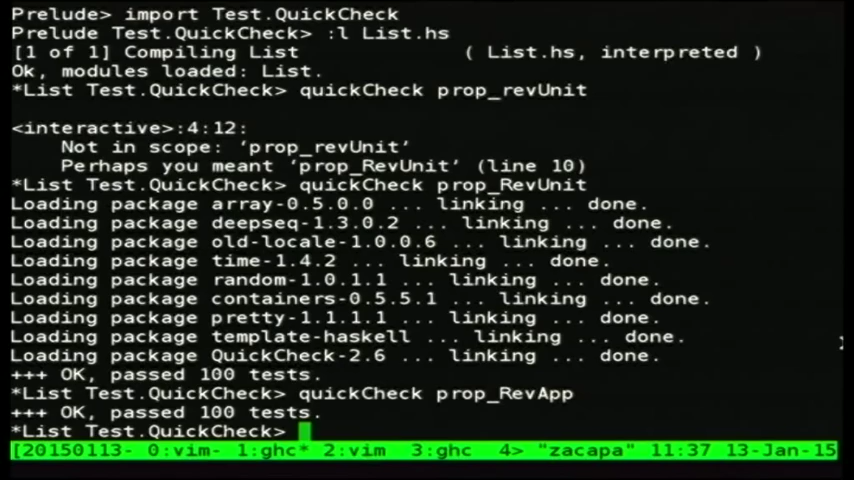 Prelude> import Test.QuickCheck
Prelude Test.QuickCheck> :l List.hs
[1 of 1] Compiling List             ( List.hs, interpreted )
Ok, modules loaded: List.
*List Test.QuickCheck> quickCheck prop_revUnit
<interactive>:4:12:
    Not in scope: ‘prop_revUnit’
    Perhaps you meant ‘prop_RevUnit’ (line 10)
*List Test.QuickCheck> quickCheck prop_RevUnit
Loading package array-0.5.0.0 ... linking ... done.
Loading package deepseq-1.3.0.2 ... linking ... done.
Loading package old-locale-1.0.0.6 ... linking ... done.
Loading package time-1.4.2 ... linking ... done.
Loading package random-1.0.1.1 ... linking ... done.
Loading package containers-0.5.5.1 ... linking ... done.
Loading package pretty-1.1.1.1 ... linking ... done.
Loading package template-haskell ... linking ... done.
Loading package QuickCheck-2.6 ... linking ... done.
+++ OK, passed 100 tests.
*List Test.QuickCheck> quickCheck prop_RevApp
+++ OK, passed 100 tests.
*List Test.QuickCheck>
[20150113- 0:vim- 1:ghc* 2:vim  3:ghc  4> "zacapa" 11:37 13-Jan-15